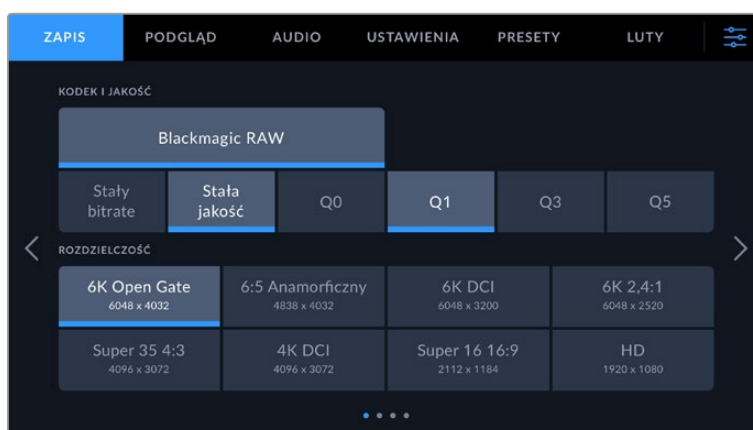 ZAPIS PODGLĄD AUDIO USTAWIENIA PRESETY LUTY
KODEK I JAKOŚĆ
Blackmagic RAW
Stały bitrate Stała jakość Q0 Q1 Q3 Q5
ROZDZIELCZOŚĆ
6K Open Gate 6:5 Anamorficzny 6K DCI 6K 2,4:1
6048 x 4032 4838 x 4032 6048 x 3200 6048 x 2520
Super 35 4:3 4K DCI Super 16 16:9 HD
4096 x 3072 4096 x 3072 2112 x 1184 1920 x 1080